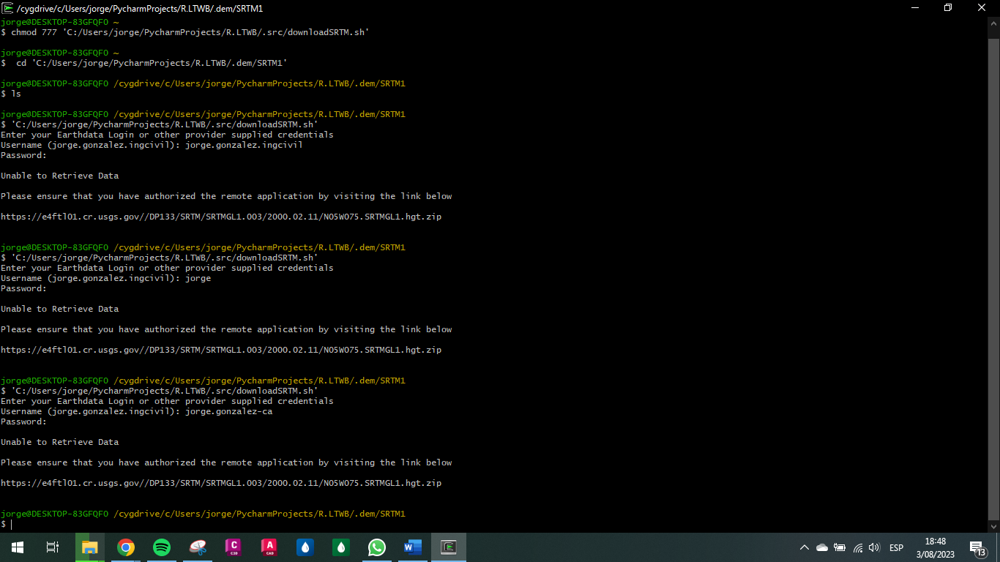 /cygdrive/c/Users/jorge/PycharmProjects/R.LTWB/.dem/SRTM1
jorge@DESKTOP-83GFQFO ~
$ chmod 777 'C:/Users/jorge/PycharmProjects/R.LTWB/.src/downloadSRTM.sh'
jorge@DESKTOP-83GFQFO ~
$  cd 'C:/Users/jorge/PycharmProjects/R.LTWB/.dem/SRTM1'
jorge@DESKTOP-83GFQFO /cygdrive/c/Users/jorge/PycharmProjects/R.LTWB/.dem/SRTM1
$ ls
jorge@DESKTOP-83GFQFO /cygdrive/c/Users/jorge/PycharmProjects/R.LTWB/.dem/SRTM1
$ 'C:/Users/jorge/PycharmProjects/R.LTWB/.src/downloadSRTM.sh'
Enter your Earthdata Login or other provider supplied credentials
Username (jorge.gonzalez.ingcivil): jorge.gonzalez.ingcivil
Password:
Unable to Retrieve Data
Please ensure that you have authorized the remote application by visiting the link below
https://e4ftl01.cr.usgs.gov//DP133/SRTM/SRTMGL1.003/2000.02.11/N05W075.SRTMGL1.hgt.zip
jorge@DESKTOP-83GFQFO /cygdrive/c/Users/jorge/PycharmProjects/R.LTWB/.dem/SRTM1
$ 'C:/Users/jorge/PycharmProjects/R.LTWB/.src/downloadSRTM.sh'
Enter your Earthdata Login or other provider supplied credentials
Username (jorge.gonzalez.ingcivil): jorge
Password:
Unable to Retrieve Data
Please ensure that you have authorized the remote application by visiting the link below
https://e4ftl01.cr.usgs.gov//DP133/SRTM/SRTMGL1.003/2000.02.11/N05W075.SRTMGL1.hgt.zip
jorge@DESKTOP-83GFQFO /cygdrive/c/Users/jorge/PycharmProjects/R.LTWB/.dem/SRTM1
$ 'C:/Users/jorge/PycharmProjects/R.LTWB/.src/downloadSRTM.sh'
Enter your Earthdata Login or other provider supplied credentials
Username (jorge.gonzalez.ingcivil): jorge.gonzalez-ca
Password:
Unable to Retrieve Data
Please ensure that you have authorized the remote application by visiting the link below
https://e4ftl01.cr.usgs.gov//DP133/SRTM/SRTMGL1.003/2000.02.11/N05W075.SRTMGL1.hgt.zip
jorge@DESKTOP-83GFQFO /cygdrive/c/Users/jorge/PycharmProjects/R.LTWB/.dem/SRTM1
$
C
C3D
A
CAD
W
ESP
18:48
3/08/2023
13